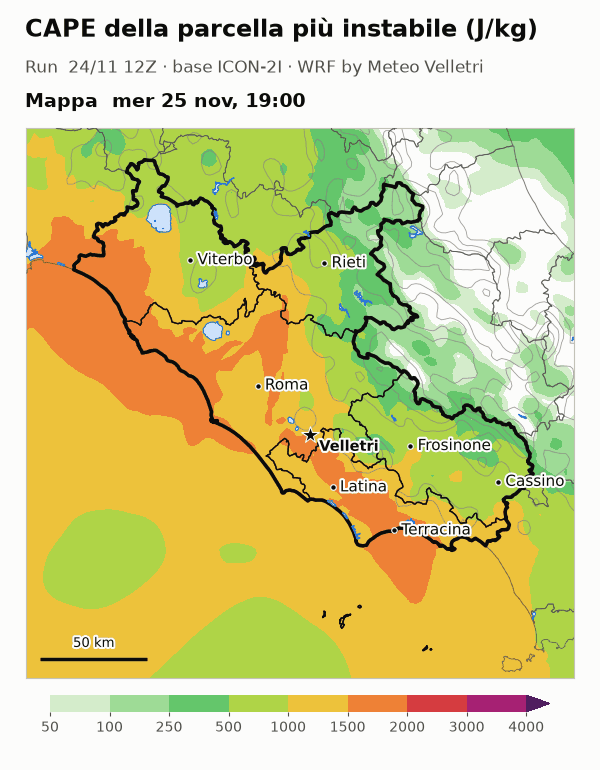 CAPE della parcella più instabile (J/kg)
Run  24/11 12Z · base ICON-2I · WRF by Meteo Velletri
Mappa  mer 25 nov, 19:00
Viterbo
Rieti
Roma
Velletri
Frosinone
Cassino
Latina
Terracina
50 km
50 100 250 500 1000 1500 2000 3000 4000